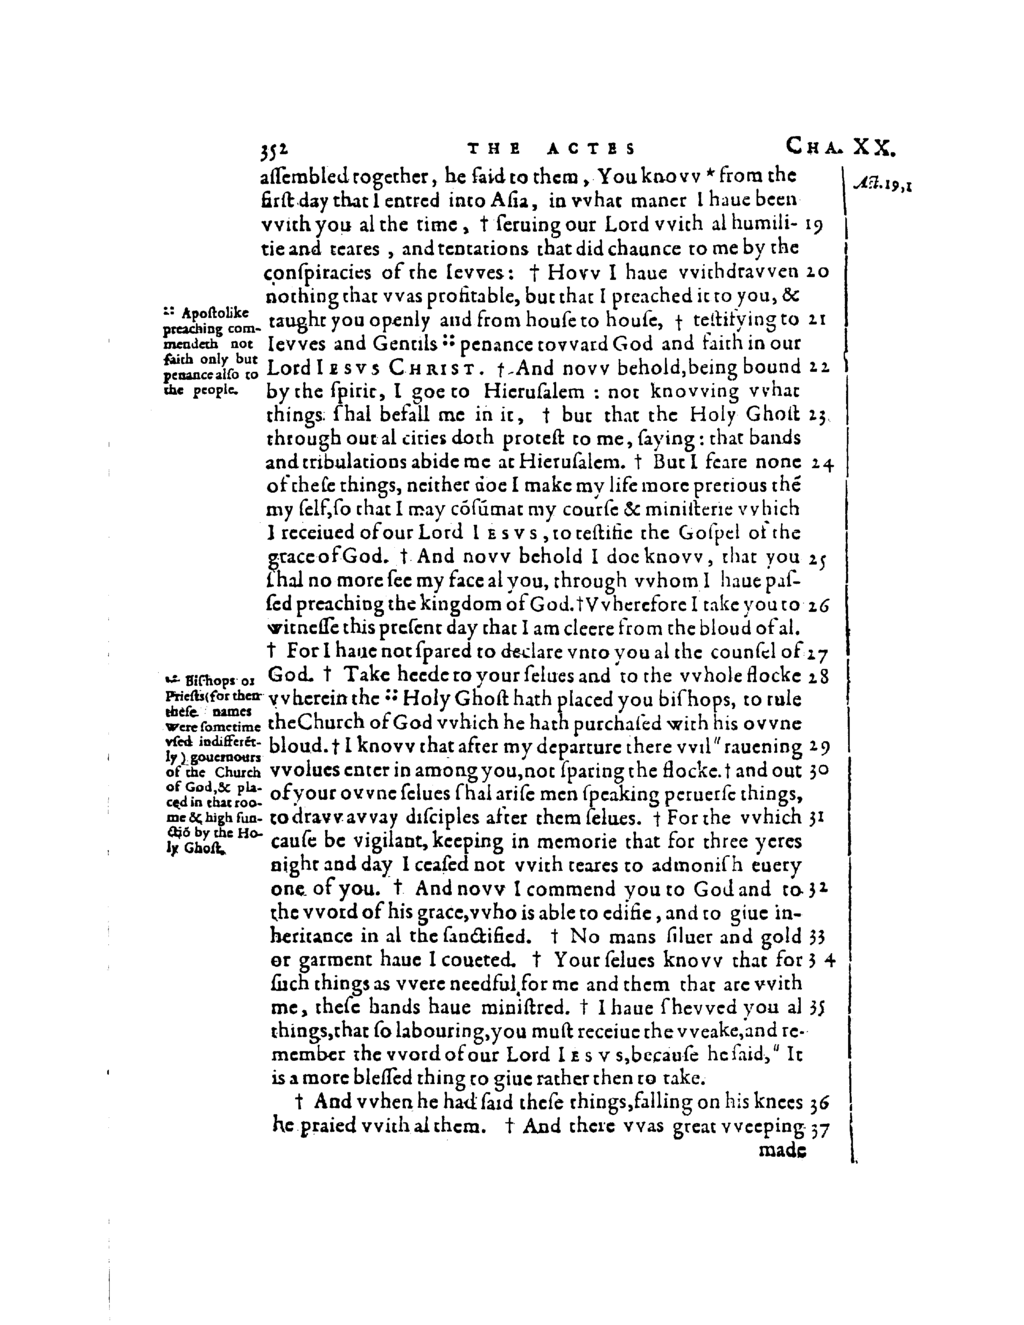 352 THE ACTES CHA. XX.
aſſembled together, he ſaid to them, You knovv * from the
firſt day that I entred into Aſia, in vvhat maner I haue been
vvith you al the time, † ſeruing our Lord vvith al humili- 19
tie and teares , and tentations that did chaunce to me by the
conſpiracies of the Ievves: † Hovv I haue vvithdravven 20
nothing that vvas profitable, but that I preached it to you, &
taught you openly and from houſe to houſe, † teſtifying to 21
Ievves and Gentils :: penance tovvard God and faith in our
Lord IESVS CHRIST. † And novv behold, being bound 22
by the ſpirit, I goe to Hieruſalem : not knovving vvhat
things ſhal befall me in it, † but that the Holy Ghoſt 23
through out al cities doth proteſt to me, ſaying: that bands
and tribulations abide me at Hieruſalem. † But I feare none 24
of theſe things, neither doe I make my life more pretious thé
my ſelf, ſo that I may cóſúmat my courſe & miniſterie vvhich
I receiued of our Lord IESVS, to teſtifie the Goſpel of the
grace of God. † And novv behold I doe knovv, that you 25
ſhal no more ſee my face al you, through vvhom I haue paſ-
ſed preaching the kingdom of God. †Vvherefore I take you to 26
witneſſe this preſent day that I am cleere from the bloud of al.
† For I haue not ſpared to declare vnto you al the counſel of 27
God. † Take heede to your ſelues and to the vvhole flocke 28
vvherein the :: Holy Ghoſt hath placed you biſhops, to rule
the Church of God vvhich he hath purchaſed with his ovvne
bloud. † I knovv that after my departure there vvil " rauening 29
vvolues enter in among you, not ſparing the flocke. † and out 30
of your ovvne ſelues ſhal ariſe men ſpeaking peruerſe things,
to dravv avvay diſciples after them ſelues. † For the vvhich 31
cauſe be vigilant, keeping in memorie that for three yeres
night and day I ceaſed not vvith teares to admoniſh euery
one of you. † And novv I commend you to God and to 32
the vvord of his grace, vvho is able to edifie, and to giue in-
heritance in al the ſanctified. † No mans ſiluer and gold 33
or garment haue I coueted. † Your ſelues knovv that for 34
ſuch things as vvere needful for me and them that are vvith
me, theſe hands haue miniſtred. † I haue ſhevved you al 35
things, that ſo labouring, you muſt receiue the vveake, and re-
member the vvord of our Lord IESVS, becauſe he ſaid, " It
is a more bleſſed thing to giue rather then to take.
† And vvhen he had ſaid theſe things, falling on his knees 36
he praied vvith al them. † And there vvas great vveeping 37
made
Act.19,1
:: Apoſtolike
preaching com-
mendeth not
faith only but
penance alſo to
the people.
:: Biſhops or
Prieſts (for then
theſe names
were ſometime
vſed indifferét-
ly) gouernours
of the Church
of God, & pla-
ced in that roo-
me & high fun-
ctió by the Ho-
ly Ghoſt.